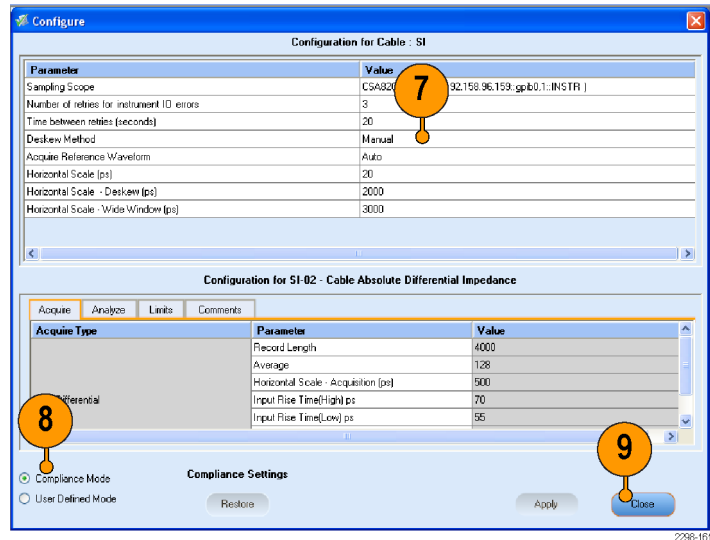 Configure
Configuration for Cable : SI
Parameter Value
Sampling Scope 92.158.96.159::gpib0,1::INSTR )
Number of retries for instrument IO errors 3
Time between retries (seconds) 20
Deskew Method Manual
Acquire Reference Waveform Auto
Horizontal Scale (ps) 20
Horizontal Scale - Deskew (ps) 2000
Horizontal Scale - Wide Window (ps) 3000
7
Configuration for SI-02 - Cable Absolute Differential Impedance
Acquire Analyze Limits Comments
Acquire Type Parameter Value
Record Length 4000
Average 128
Horizontal Scale - Acquisition (ps) 500
Differential Input Rise Time(High) ps 70
Input Rise Time(Low) ps 55
8
9
Compliance Mode Compliance Settings
User Defined Mode Restore Apply Close
2298-161